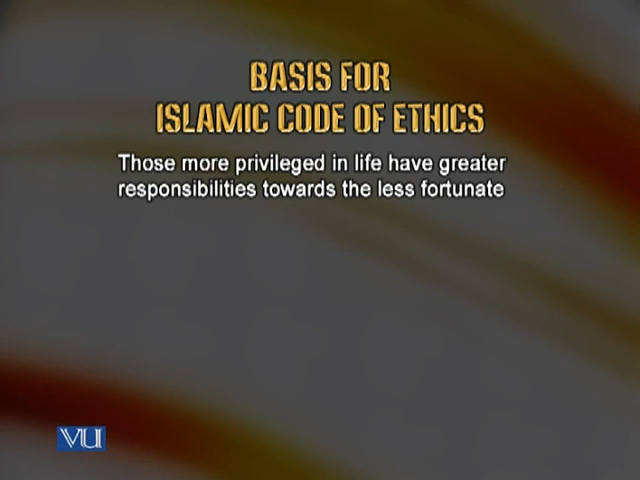 BASIS FOR
ISLAMIC CODE OF ETHICS
Those more privileged in life have greater
responsibilities towards the less fortunate
VU